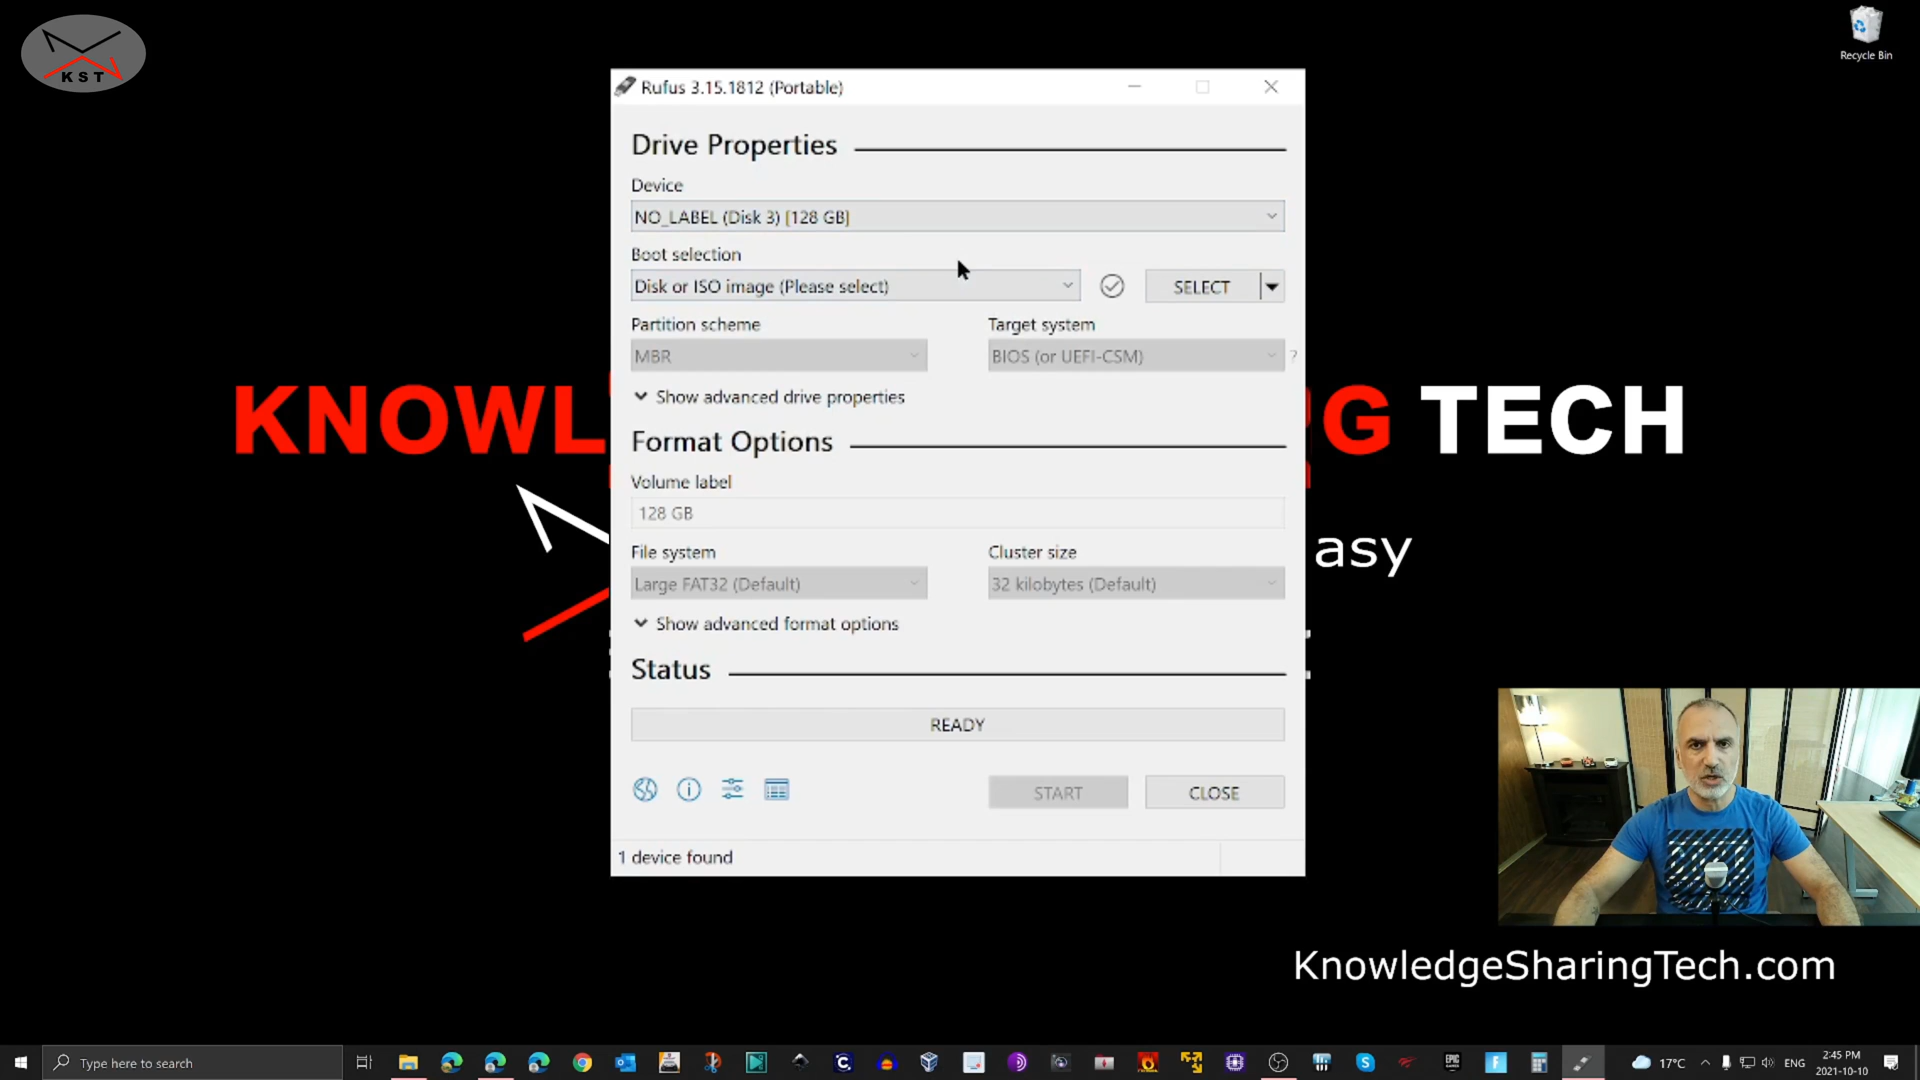 KST
Recycle Bin
Rufus 3.15.1812 (Portable)
Drive Properties
Device
NO_LABEL (Disk 3) [128 GB]
Boot selection
Disk or ISO image (Please select)
SELECT
Partition scheme
Target system
MBR
BIOS (or UEFI-CSM)
?
Show advanced drive properties
KNOWL
G TECH
Format Options
Volume label
128 GB
asy
File system
Cluster size
Large FAT32 (Default)
32 kilobytes (Default)
Show advanced format options
Status
READY
START
CLOSE
1 device found
KnowledgeSharingTech.com
Type here to search
17°C
ENG
2:45 PM
2021-10-10